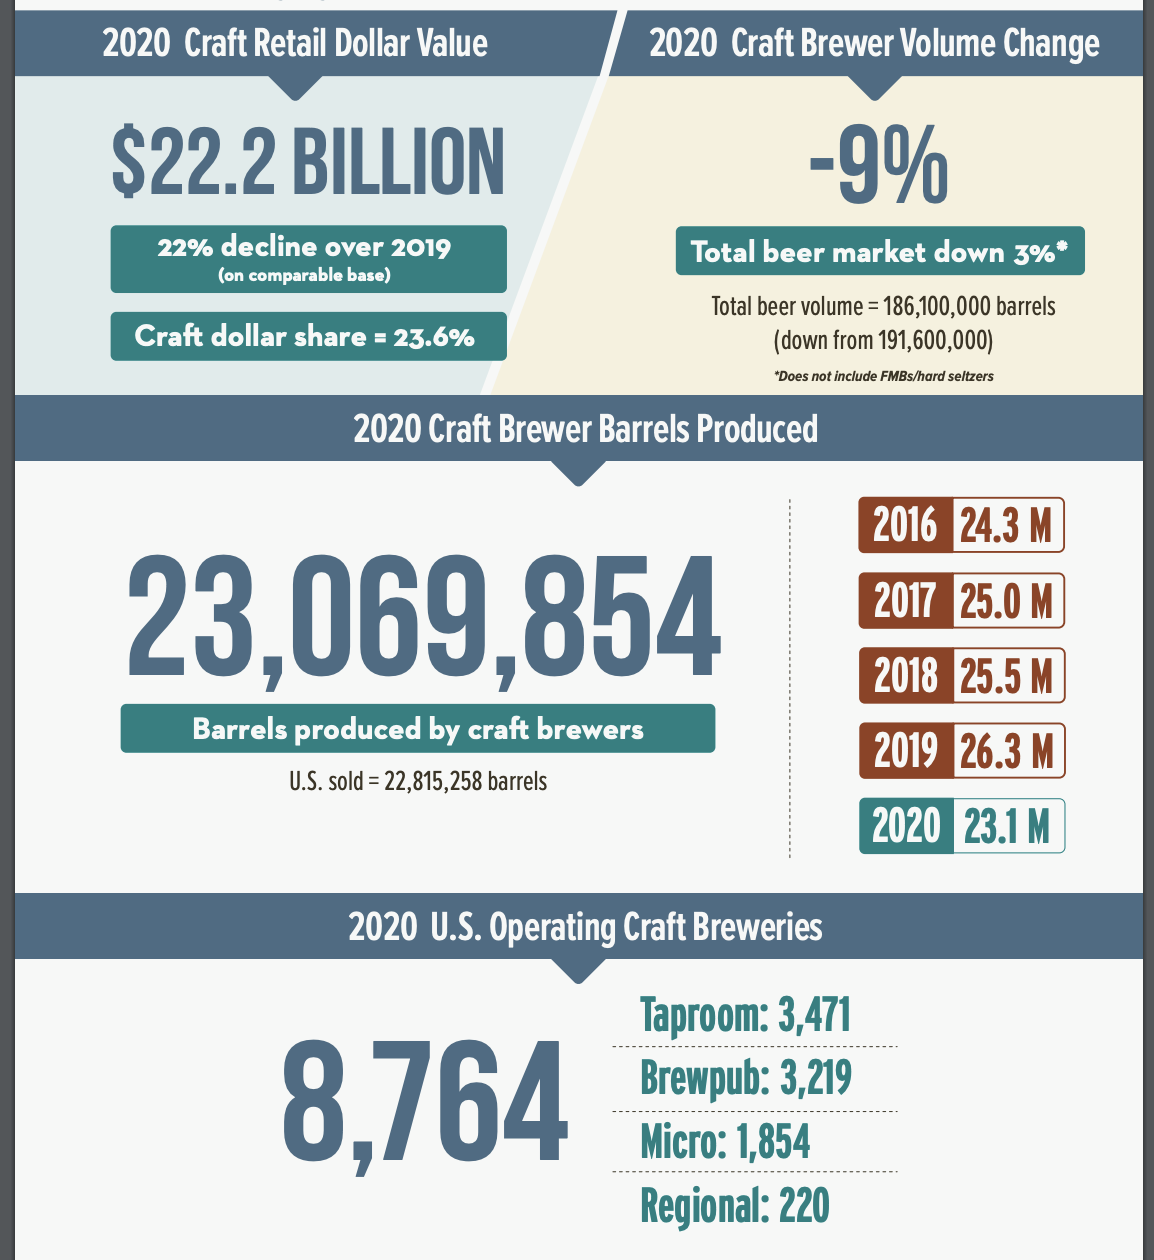 2020 Craft Retail Dollar Value
$22.2 BILLION
22% decline over 2019
(on comparable base)
Craft dollar share = 23.6%
2020 Craft Brewer Volume Change
-9%
Total beer market down 3%*
Total beer volume = 186,100,000 barrels
(down from 191,600,000)
*Does not include FMBs/hard seltzers
2020 Craft Brewer Barrels Produced
23,069,854
Barrels produced by craft brewers
U.S. sold = 22,815,258 barrels
2016 24.3 M
2017 25.0 M
2018 25.5 M
2019 26.3 M
2020 23.1 M
2020 U.S. Operating Craft Breweries
8,764
Taproom: 3,471
Brewpub: 3,219
Micro: 1,854
Regional: 220